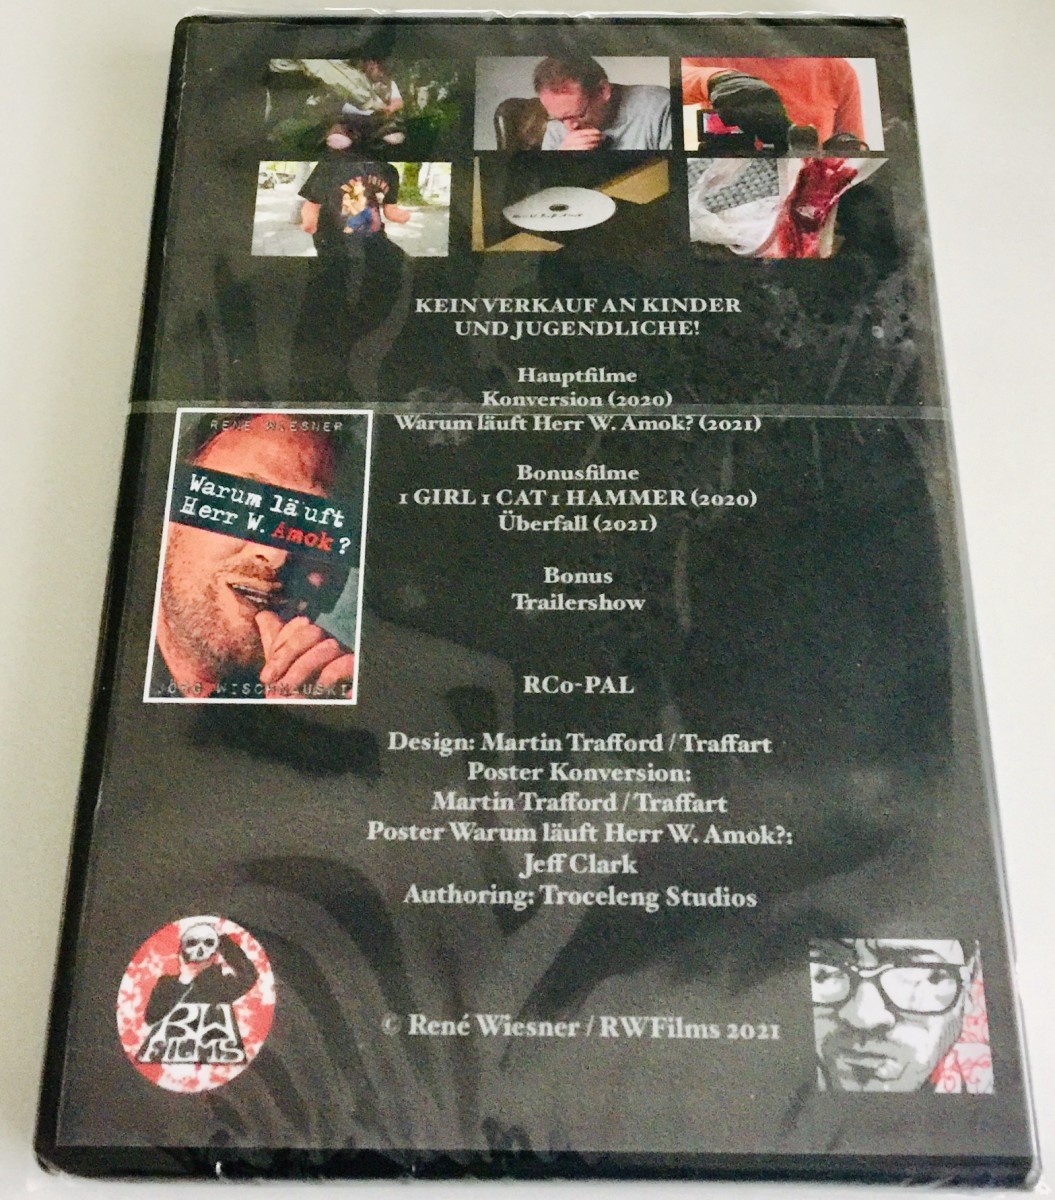 KEIN VERKAUF AN KINDER
UND JUGENDLICHE!
Hauptfilme
Konversion (2020)
Warum läuft Herr W. Amok? (2021)
Bonusfilme
1 GIRL 1 CAT 1 HAMMER (2020)
Überfall (2021)
Bonus
Trailershow
RC0-PAL
Design: Martin Trafford / Traffart
Poster Konversion:
Martin Trafford / Traffart
Poster Warum läuft Herr W. Amok?:
Jeff Clark
Authoring: Troceleng Studios
© René Wiesner / RWFilms 2021
RENÉ WIESNER
Warum läuft
Herr W. Amok?
JÖRG WISCHNAUSKI
RW
FILMS